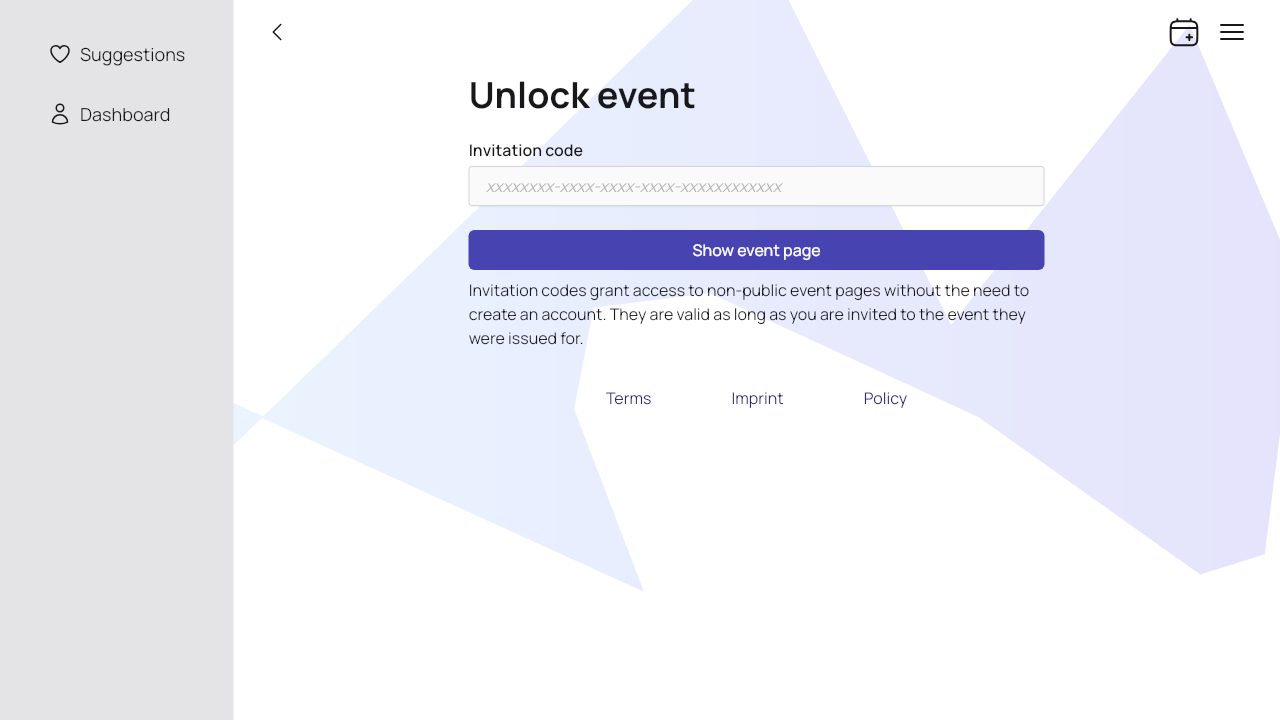 Suggestions
Dashboard
Unlock event
Invitation code
xxxxxxxx-xxxx-xxxx-xxxx-xxxxxxxxxxxx
Show event page
Invitation codes grant access to non-public event pages without the need to
create an account. They are valid as long as you are invited to the event they
were issued for.
Terms Imprint Policy